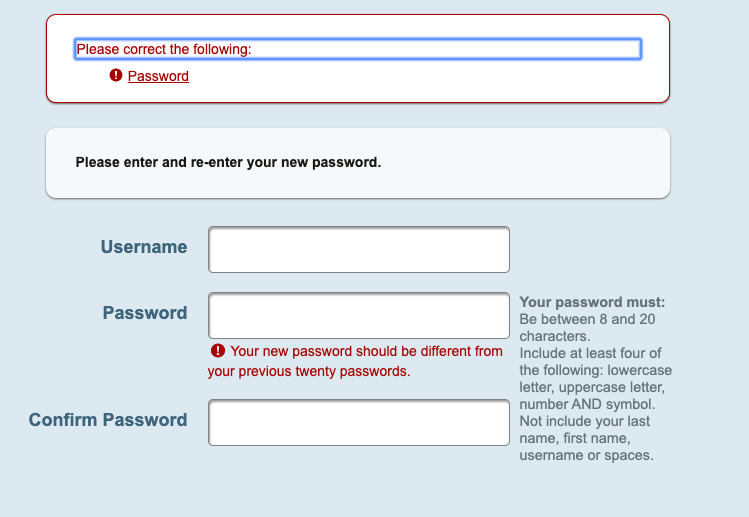 Please correct the following:
Password
Please enter and re-enter your new password.
Username
Password
Your new password should be different from
your previous twenty passwords.
Your password must:
Be between 8 and 20
characters.
Include at least four of
the following: lowercase
letter, uppercase letter,
number AND symbol.
Not include your last
name, first name,
username or spaces.
Confirm Password